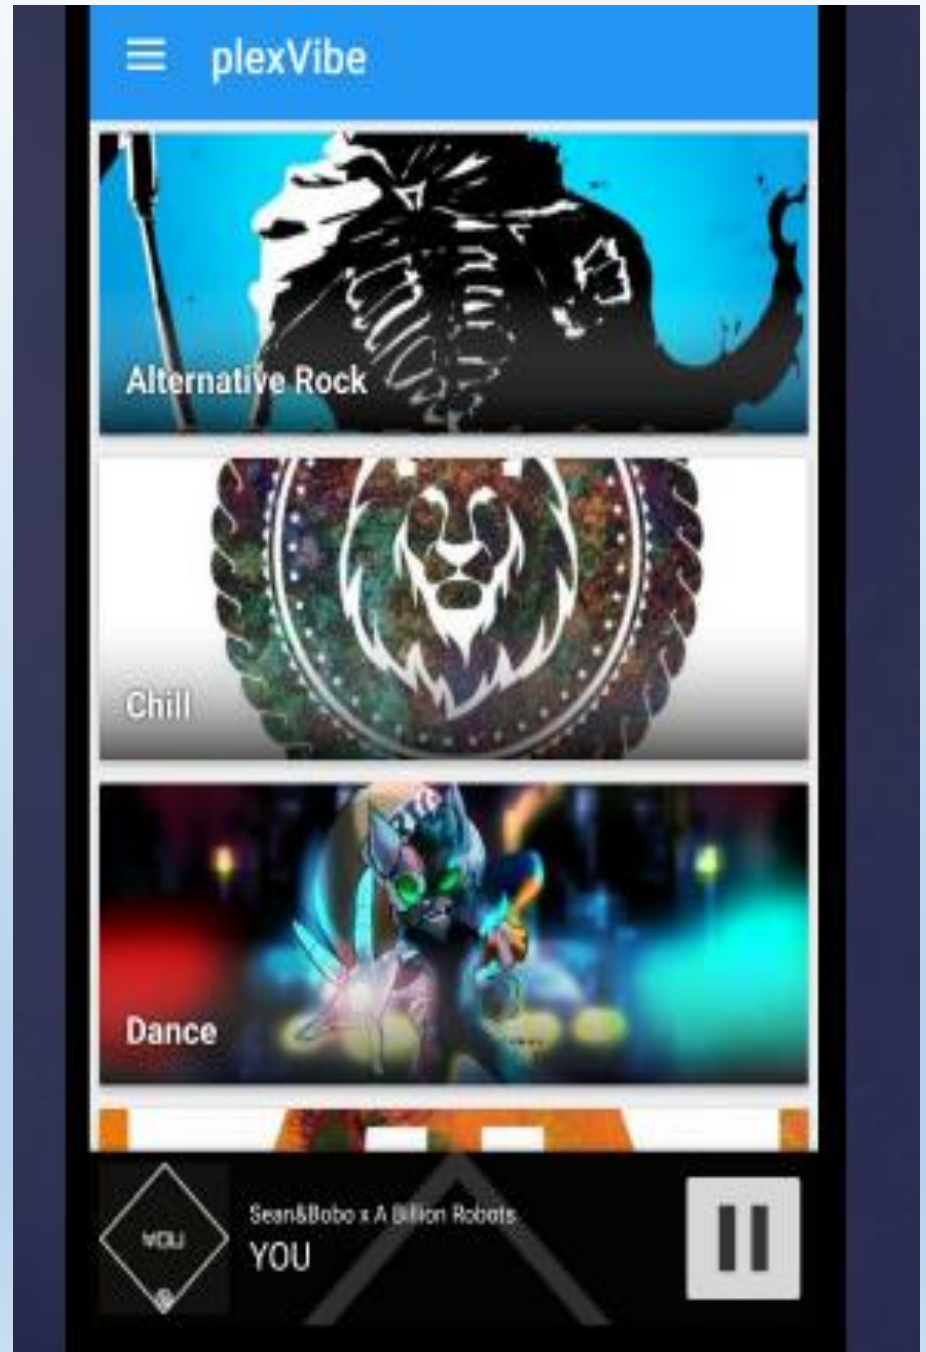 plexVibe
Alternative Rock
Chill
Dance
Sean&Bobo x A Billion Robots
YOU
YOU